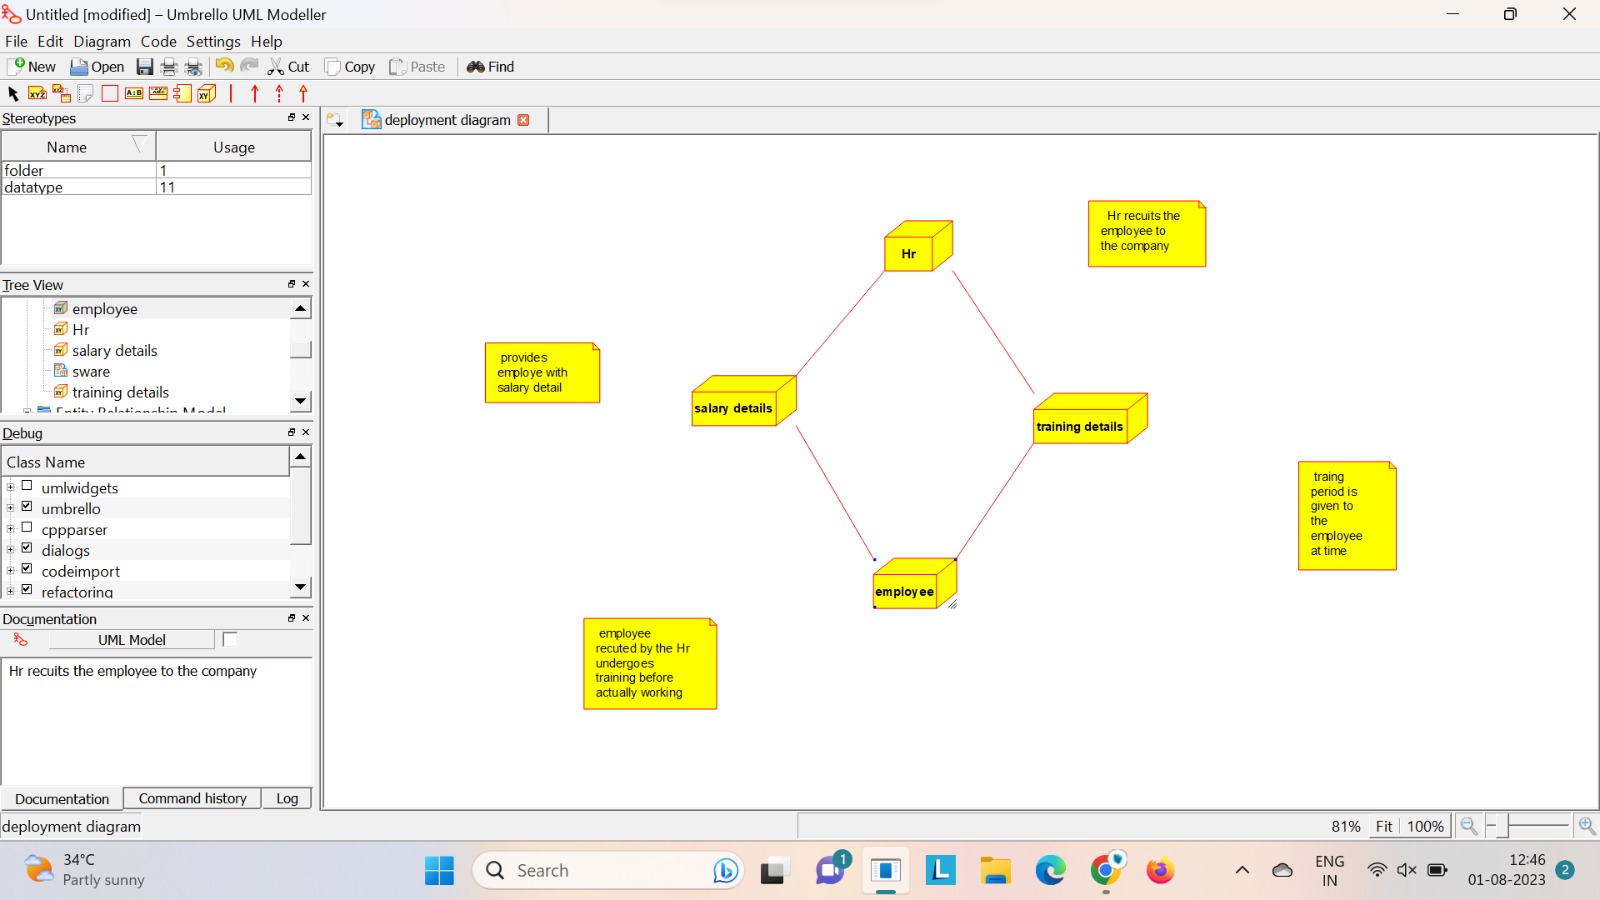 Untitled [modified] – Umbrello UML Modeller
File Edit Diagram Code Settings Help
New Open Cut Copy Paste Find
Stereotypes
deployment diagram
Name Usage
folder 1
datatype 11
Tree View
employee
Hr
salary details
sware
training details
Entity Relationship Model
Debug
Class Name
umlwidgets
umbrello
cppparser
dialogs
codeimport
refactoring
Documentation
UML Model
Hr recuits the employee to the company
Documentation Command history Log
Hr
Hr recuits the
employee to
the company
provides
employe with
salary detail
salary details
training details
traing
period is
given to
the
employee
at time
employee
employee
recuted by the Hr
undergoes
training before
actually working
deployment diagram
81% Fit 100%
34°C
Partly sunny
Search
1
ENG
IN
12:46
01-08-2023
2